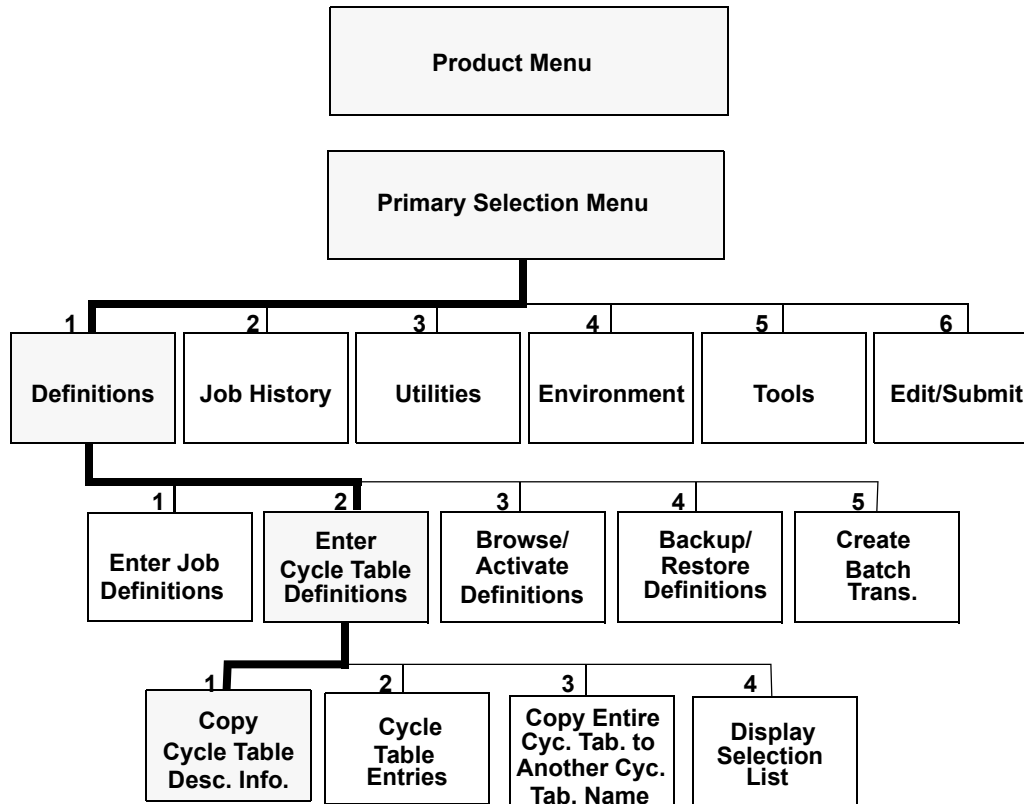 Product Menu
Primary Selection Menu
1 2 3 4 5 6
Definitions
Job History
Utilities
Environment
Tools
Edit/Submit
1 2 3 4 5
Enter Job
Definitions
Enter
Cycle Table
Definitions
Browse/
Activate
Definitions
Backup/
Restore
Definitions
Create
Batch
Trans.
1 2 3 4
Copy
Cycle Table
Desc. Info.
Cycle
Table
Entries
Copy Entire
Cyc. Tab. to
Another Cyc.
Tab. Name
Display
Selection
List